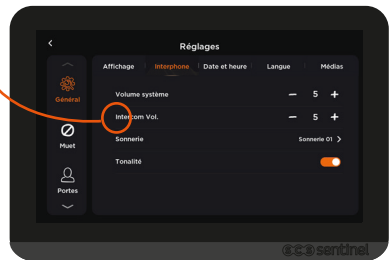 Réglages
Affichage Interphone Date et heure Langue Médias
Général
Muet
Portes
Volume système − 5 +
Intercom Vol. − 5 +
Sonnerie Sonnerie 01 >
Tonalité
sentinel